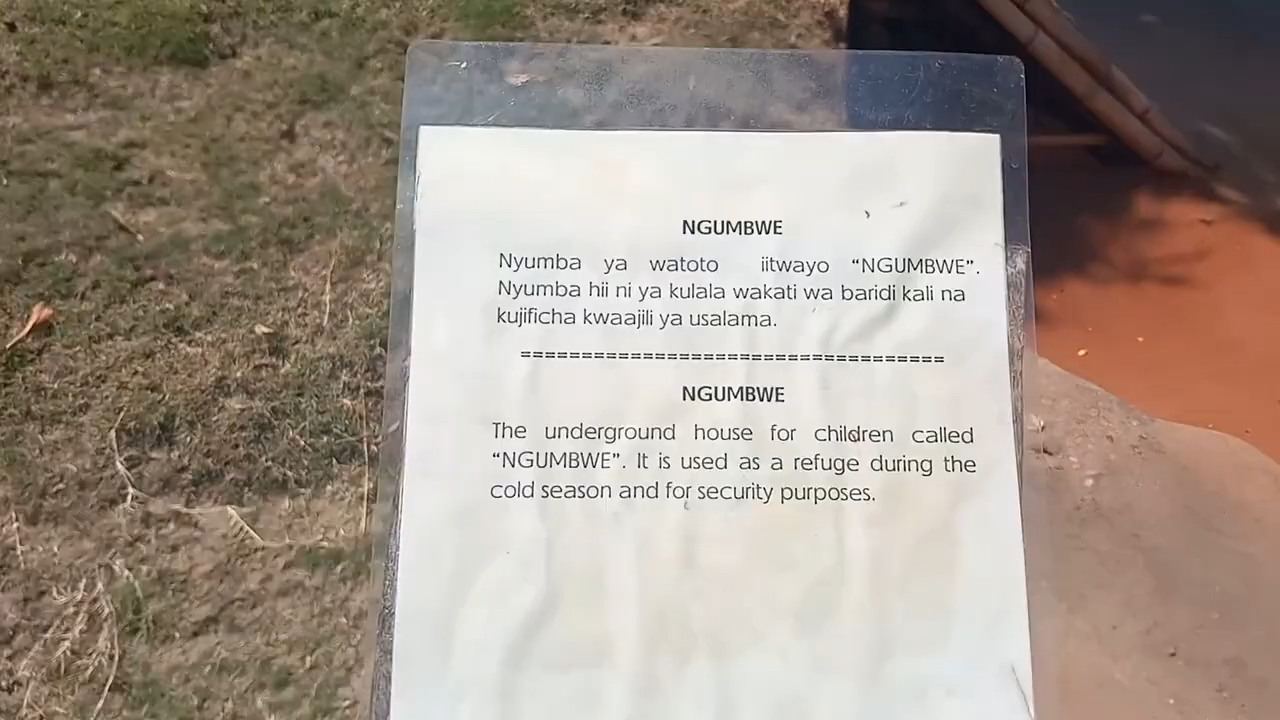 NGUMBWE
Nyumba ya watoto iitwayo “NGUMBWE”.
Nyumba hii ni ya kulala wakati wa baridi kali na
kujificha kwaajili ya usalama.
===================================
NGUMBWE
The underground house for children called
“NGUMBWE”. It is used as a refuge during the
cold season and for security purposes.